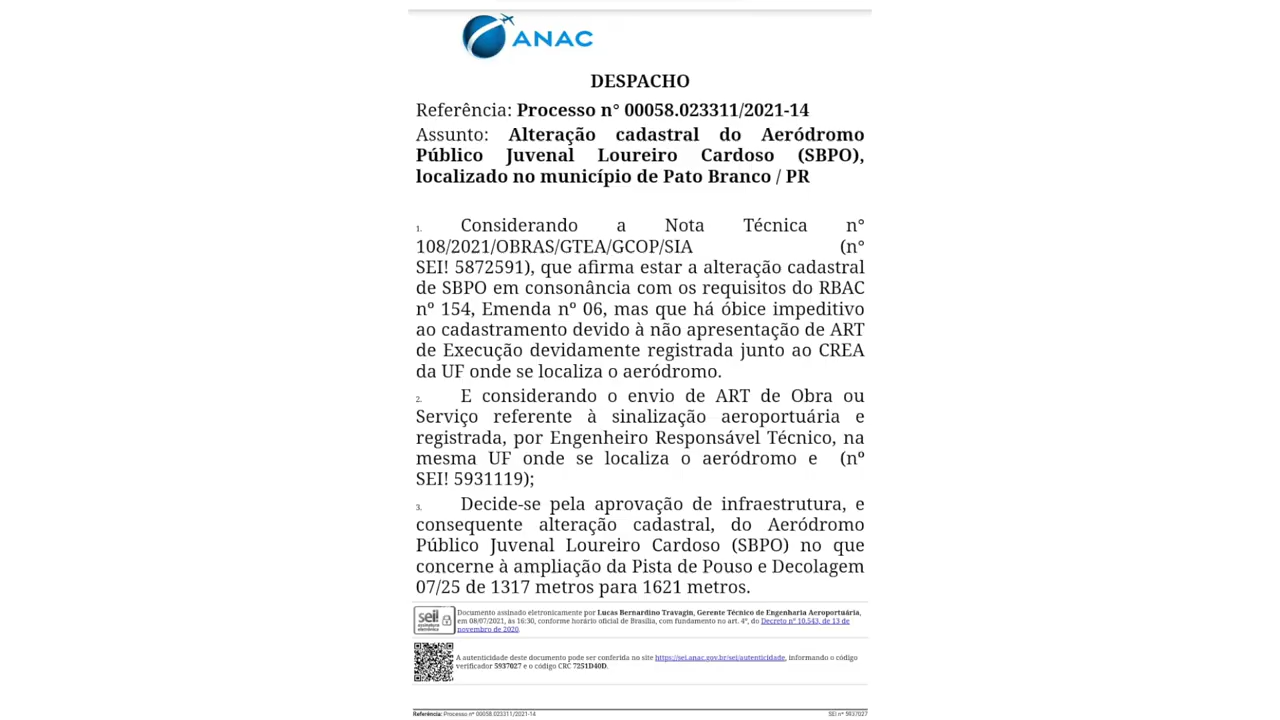 ANAC
DESPACHO
Referência: Processo n° 00058.023311/2021-14
Assunto: Alteração cadastral do Aeródromo
Público Juvenal Loureiro Cardoso (SBPO),
localizado no município de Pato Branco / PR
1. Considerando a Nota Técnica n°
108/2021/OBRAS/GTEA/GCOP/SIA (n°
SEI! 5872591), que afirma estar a alteração cadastral
de SBPO em consonância com os requisitos do RBAC
nº 154, Emenda nº 06, mas que há óbice impeditivo
ao cadastramento devido à não apresentação de ART
de Execução devidamente registrada junto ao CREA
da UF onde se localiza o aeródromo.
2. E considerando o envio de ART de Obra ou
Serviço referente à sinalização aeroportuária e
registrada, por Engenheiro Responsável Técnico, na
mesma UF onde se localiza o aeródromo e (nº
SEI! 5931119);
3. Decide-se pela aprovação de infraestrutura, e
consequente alteração cadastral, do Aeródromo
Público Juvenal Loureiro Cardoso (SBPO) no que
concerne à ampliação da Pista de Pouso e Decolagem
07/25 de 1317 metros para 1621 metros.
sei!
assinatura
eletrônica
Documento assinado eletronicamente por Lucas Bernardino Travagin, Gerente Técnico de Engenharia Aeroportuária,
em 08/07/2021, às 16:30, conforme horário oficial de Brasília, com fundamento no art. 4º, do Decreto nº 10.543, de 13 de
novembro de 2020.
A autenticidade deste documento pode ser conferida no site https://sei.anac.gov.br/sei/autenticidade, informando o código
verificador 5937027 e o código CRC 7251D40D.
Referência: Processo nº 00058.023311/2021-14 SEI nº 5937027